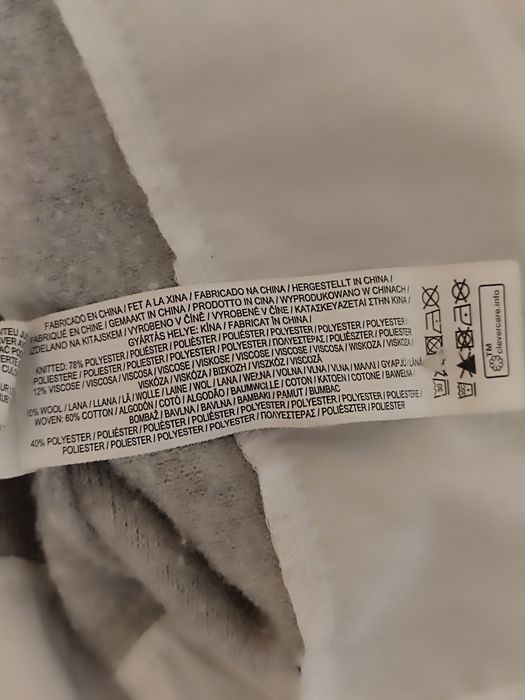 FABRICADO EN CHINA / FET A LA XINA / FABRICADO NA CHINA / HERGESTELLT IN CHINA /
FABRIQUÉ EN CHINE / GEMAAKT IN CHINA / PRODOTTO IN CINA / WYPRODUKOWANO W CHINACH /
IZDELANO NA KITAJSKEM / VYROBENO V ČÍNĚ / VYROBENÉ V ČÍNE / ΚΑΤΑΣΚΕΥΑΖΕΤΑΙ ΣΤΗΝ ΚΙΝΑ /
GYÁRTÁS HELYE: KÍNA / FABRICAT ÎN CHINA /
KNITTED: 78% POLYESTER / POLIÉSTER / POLIÈSTER / POLIÉSTER / POLYESTER / POLYESTER /
POLIESTERE / POLIESTER / POLIESTER / POLYESTER / POLYESTER / ΠΟΛΥΕΣΤΕΡΑΣ / POLIÉSZTER / POLIESTER
12% VISCOSE / VISCOSA / VISCOSA / VISCOSE / VISKOSE / VISCOSE / VISCOSE / VISCOSA / WISKOZA / VISKOZA /
VISKÓZA / VISKÓZA / ΒΙΣΚΟΖΗ / VISZKÓZ / VISCOZĂ
10% WOOL / LANA / LLANA / LÃ / WOLLE / LAINE / WOL / LANA / WEŁNA / VOLNA / VLNA / VLNA / ΜΑΛΛΙ / GYAPJÚ / LÂNĂ
WOVEN: 60% COTTON / ALGODÓN / COTÓ / ALGODÃO / BAUMWOLLE / COTON / KATOEN / COTONE / BAWEŁNA /
BOMBAŽ / BAVLNA / BAVLNA / ΒΑΜΒΑΚΙ / PAMUT / BUMBAC
40% POLYESTER / POLIÉSTER / POLIÈSTER / POLIÉSTER / POLYESTER / POLYESTER / POLYESTER / POLIESTERE /
POLIESTER / POLIESTER / POLYESTER / POLYESTER / ΠΟΛΥΕΣΤΕΡΑΣ / POLIÉSZTER / POLIESTER
TM
clevercare.info